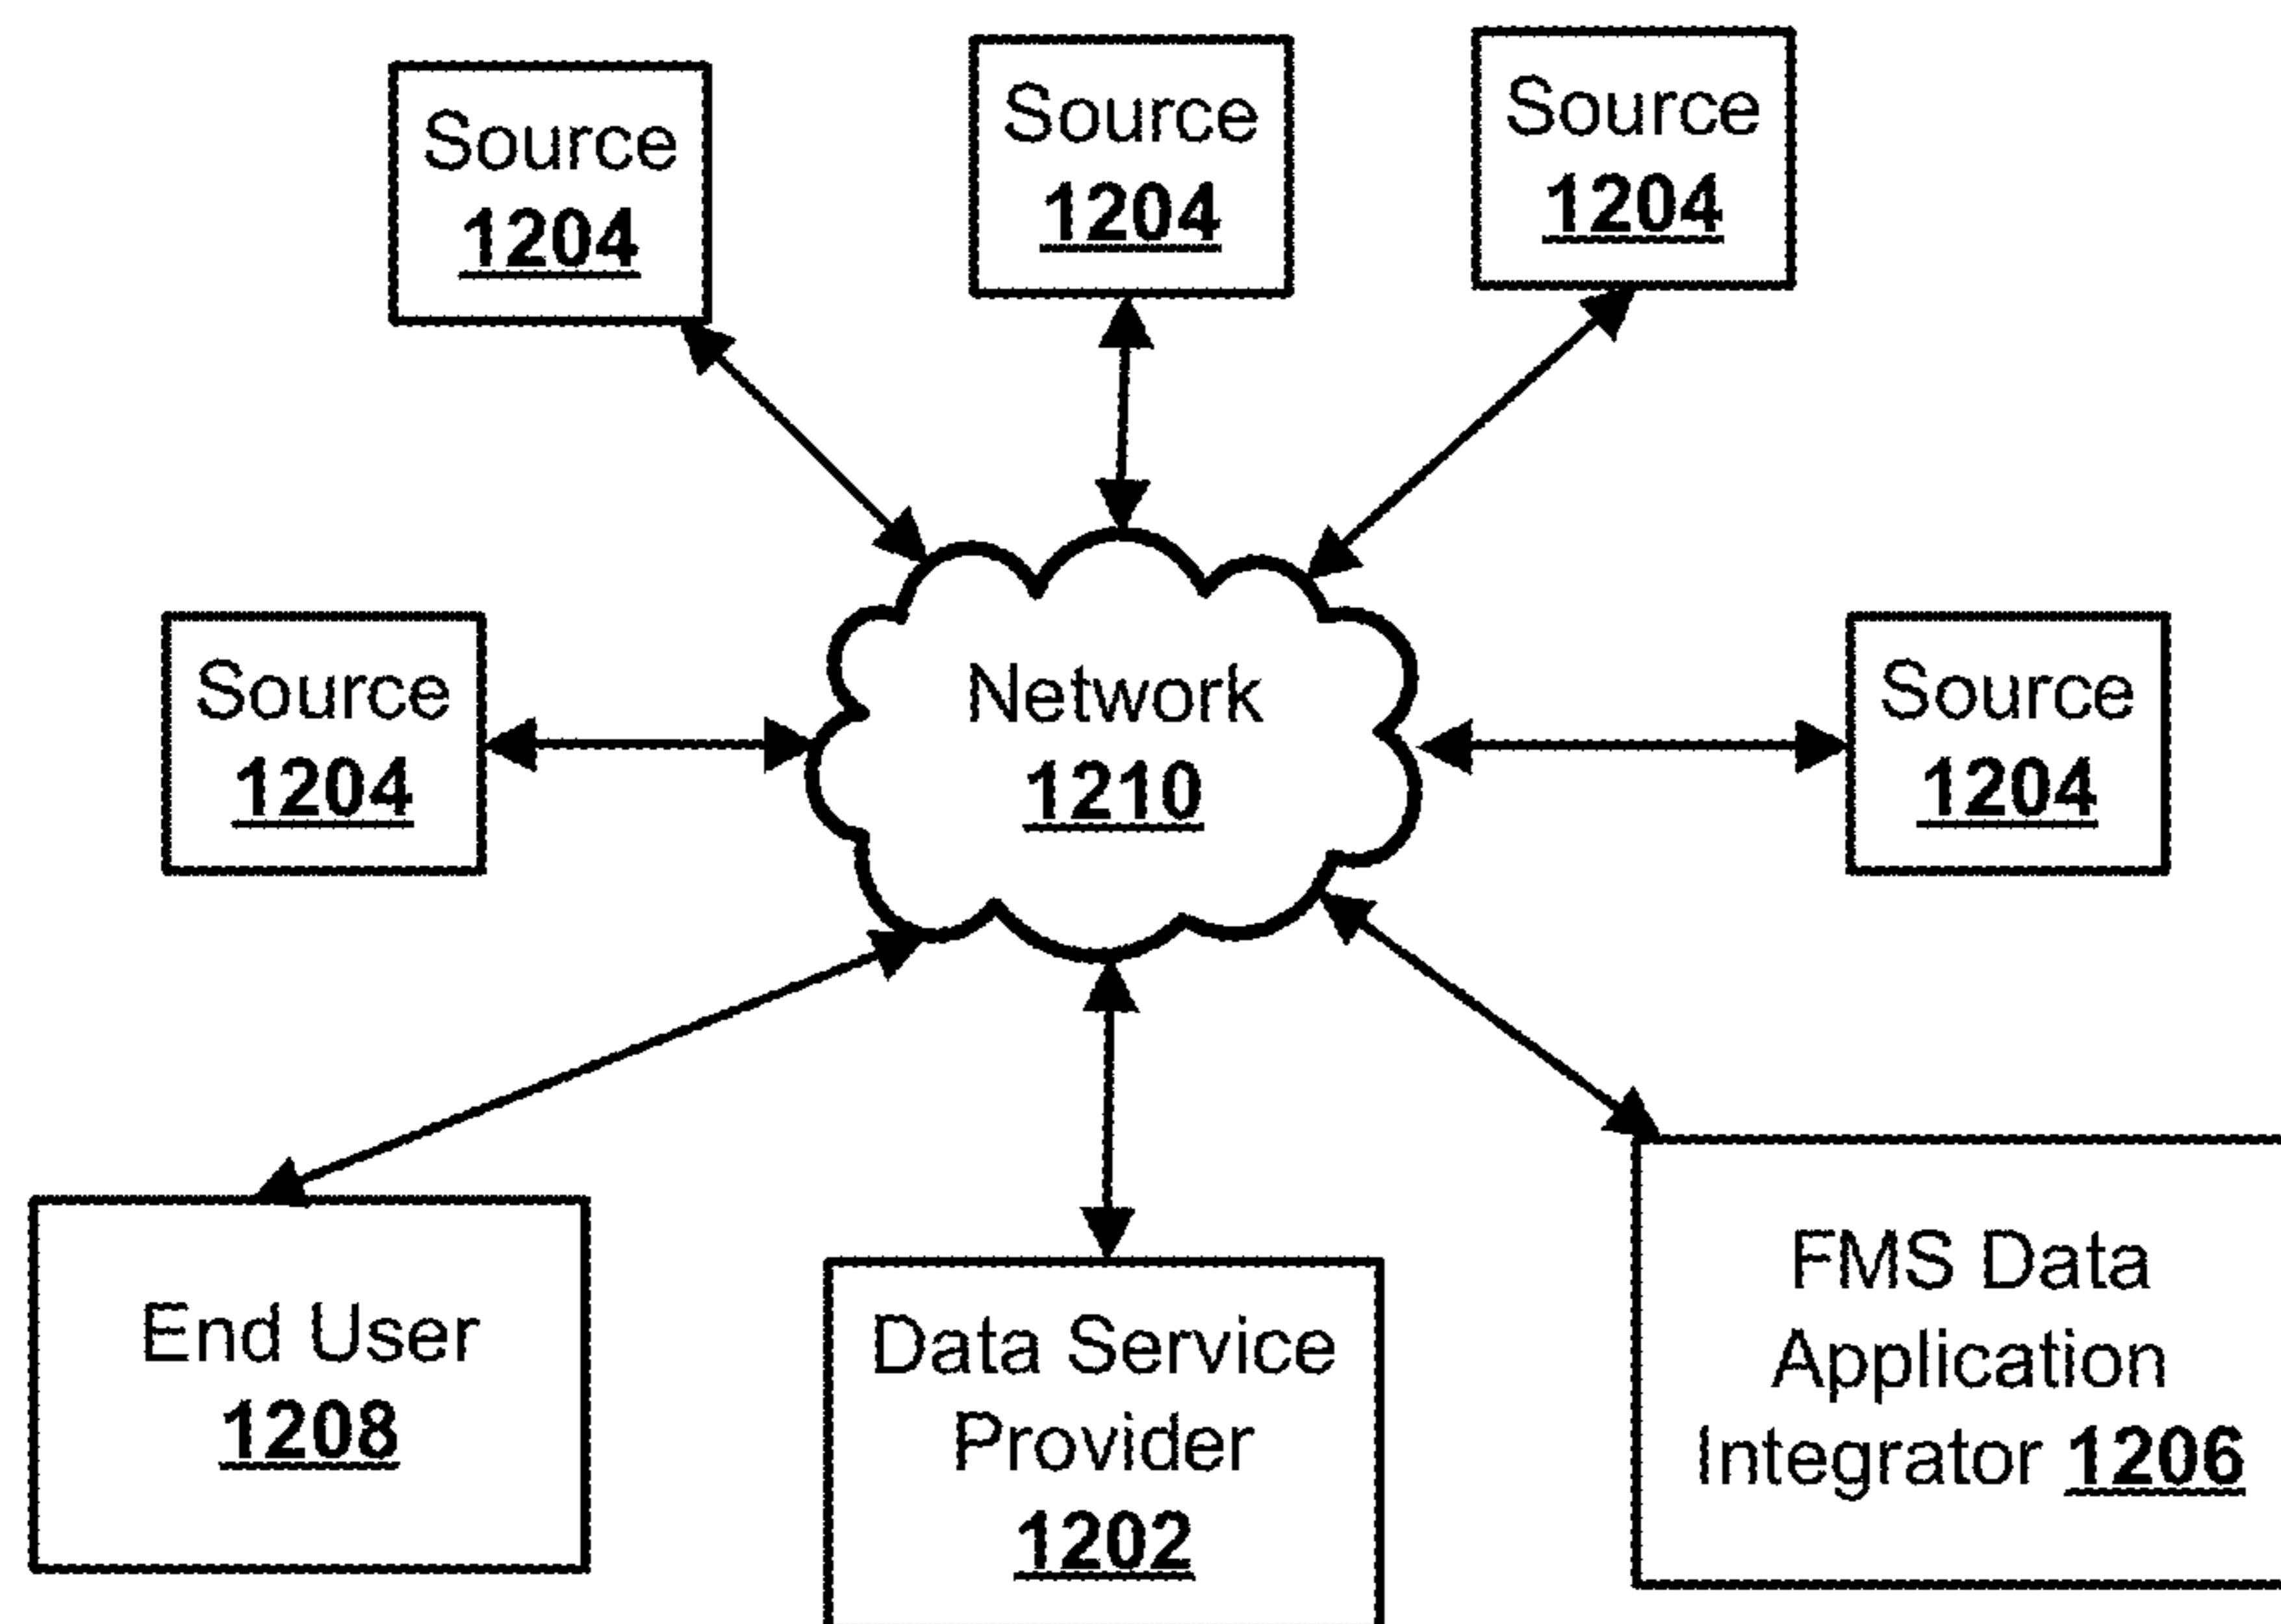 Source
1204
Source
1204
Source
1204
Source
1204
Network
1210
Source
1204
End User
1208
Data Service
Provider
1202
FMS Data
Application
Integrator 1206